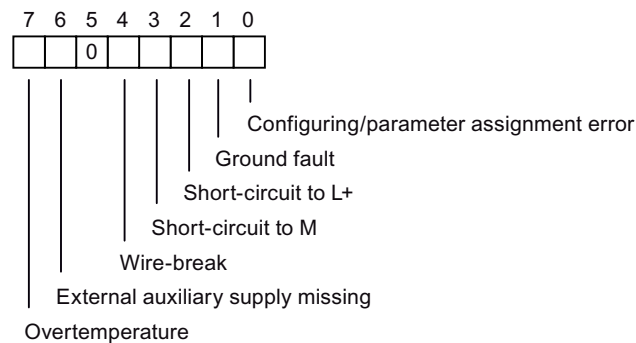 7 6 5 4 3 2 1 0
0
Configuring/parameter assignment error
Ground fault
Short-circuit to L+
Short-circuit to M
Wire-break
External auxiliary supply missing
Overtemperature